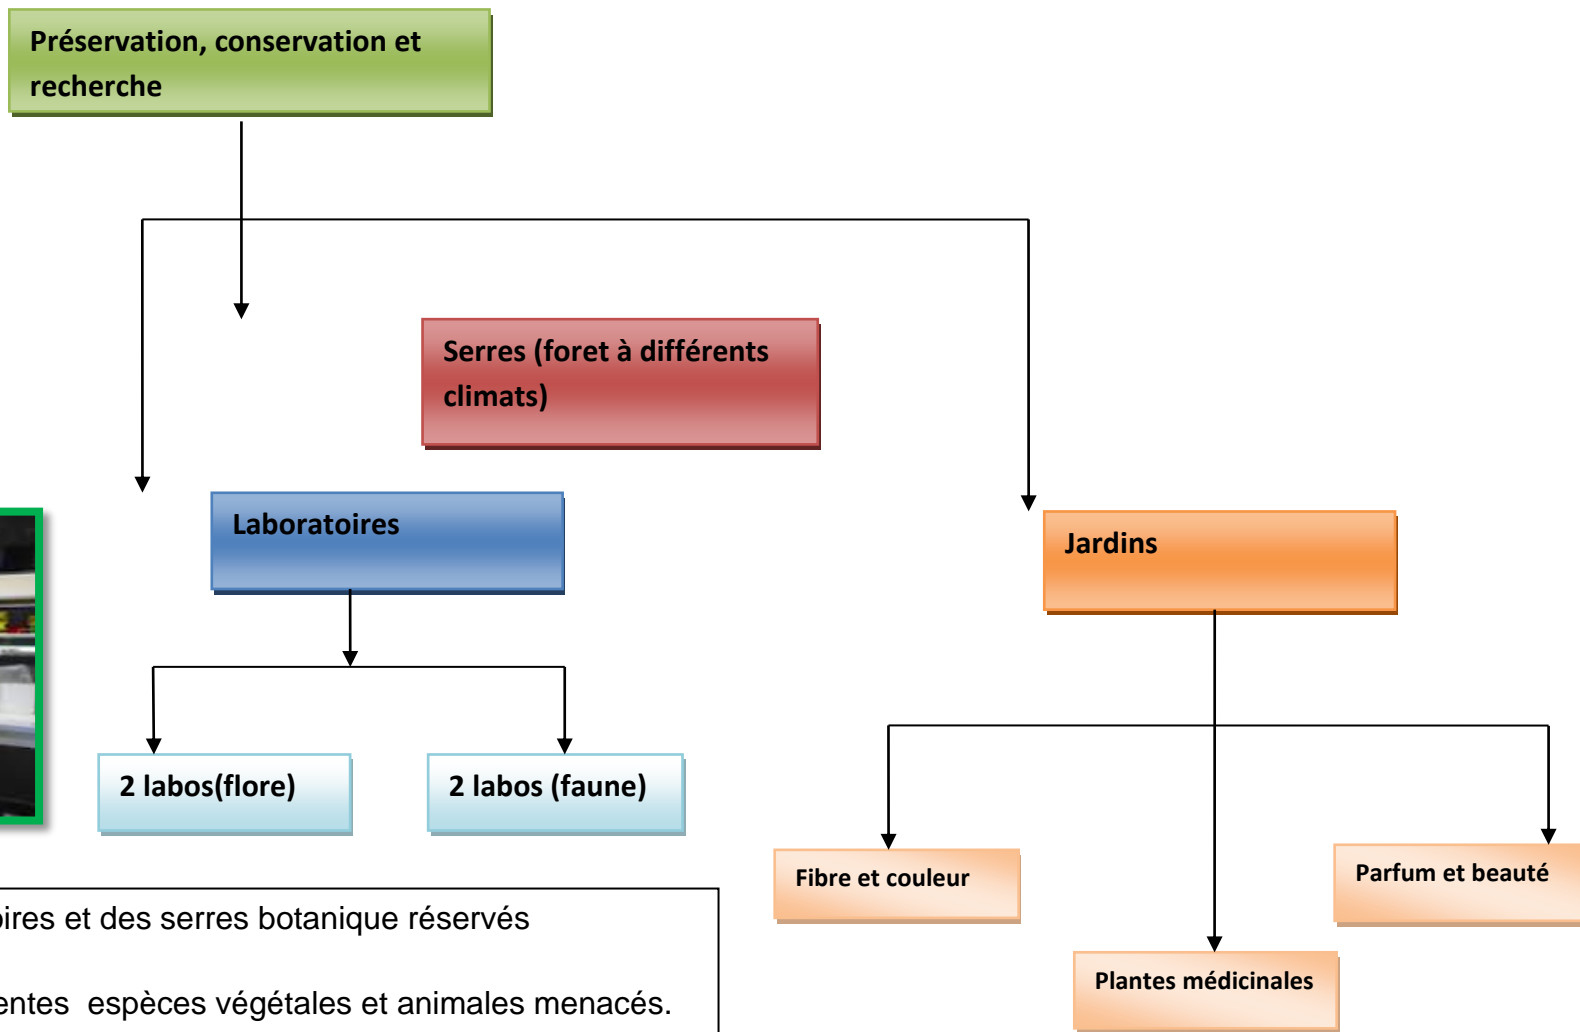 Préservation, conservation et
recherche
Serres (foret à différents
climats)
Laboratoires
Jardins
2 labos(flore)
2 labos (faune)
Fibre et couleur
Parfum et beauté
Plantes médicinales
oires et des serres botanique réservés
entes  espèces végétales et animales menacés.